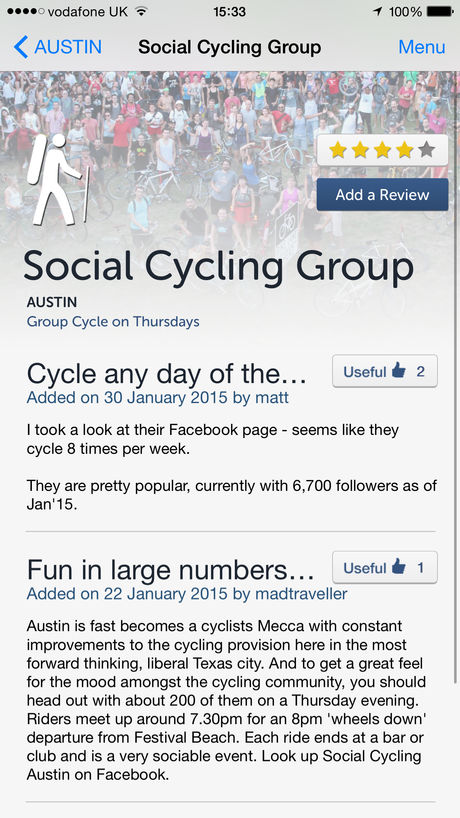 vodafone UK 15:33 100%
AUSTIN Social Cycling Group Menu
Add a Review
Social Cycling Group
AUSTIN
Group Cycle on Thursdays
Cycle any day of the... Useful 2
Added on 30 January 2015 by matt
I took a look at their Facebook page - seems like they
cycle 8 times per week.
They are pretty popular, currently with 6,700 followers as of
Jan'15.
Fun in large numbers... Useful 1
Added on 22 January 2015 by madtraveller
Austin is fast becomes a cyclists Mecca with constant
improvements to the cycling provision here in the most
forward thinking, liberal Texas city. And to get a great feel
for the mood amongst the cycling community, you should
head out with about 200 of them on a Thursday evening.
Riders meet up around 7.30pm for an 8pm 'wheels down'
departure from Festival Beach. Each ride ends at a bar or
club and is a very sociable event. Look up Social Cycling
Austin on Facebook.